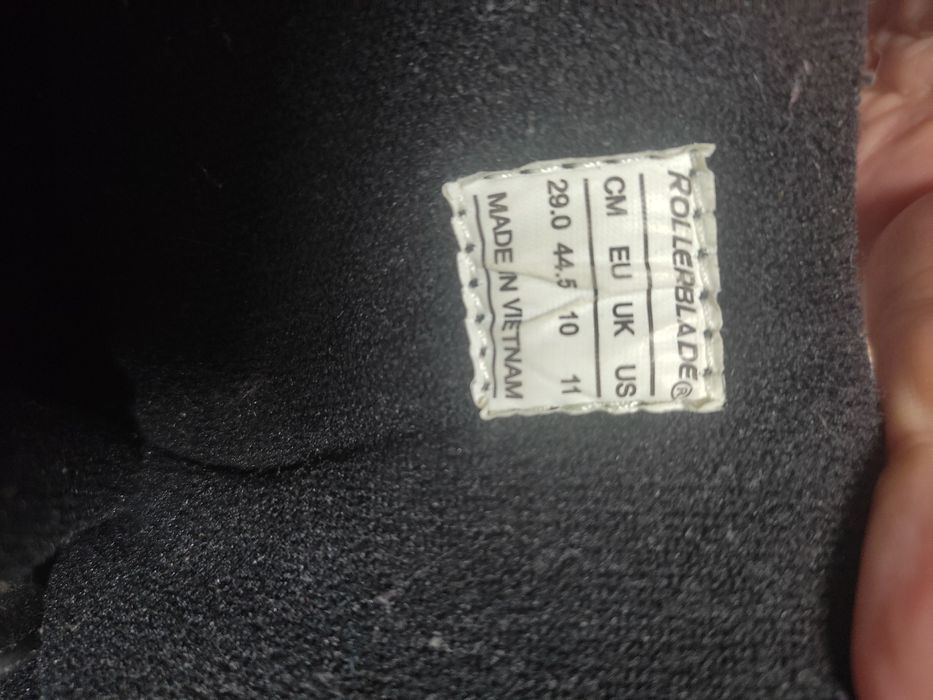 ROLLERBLADE®
CM EU UK US
29.0 44.5 10 11
MADE IN VIETNAM